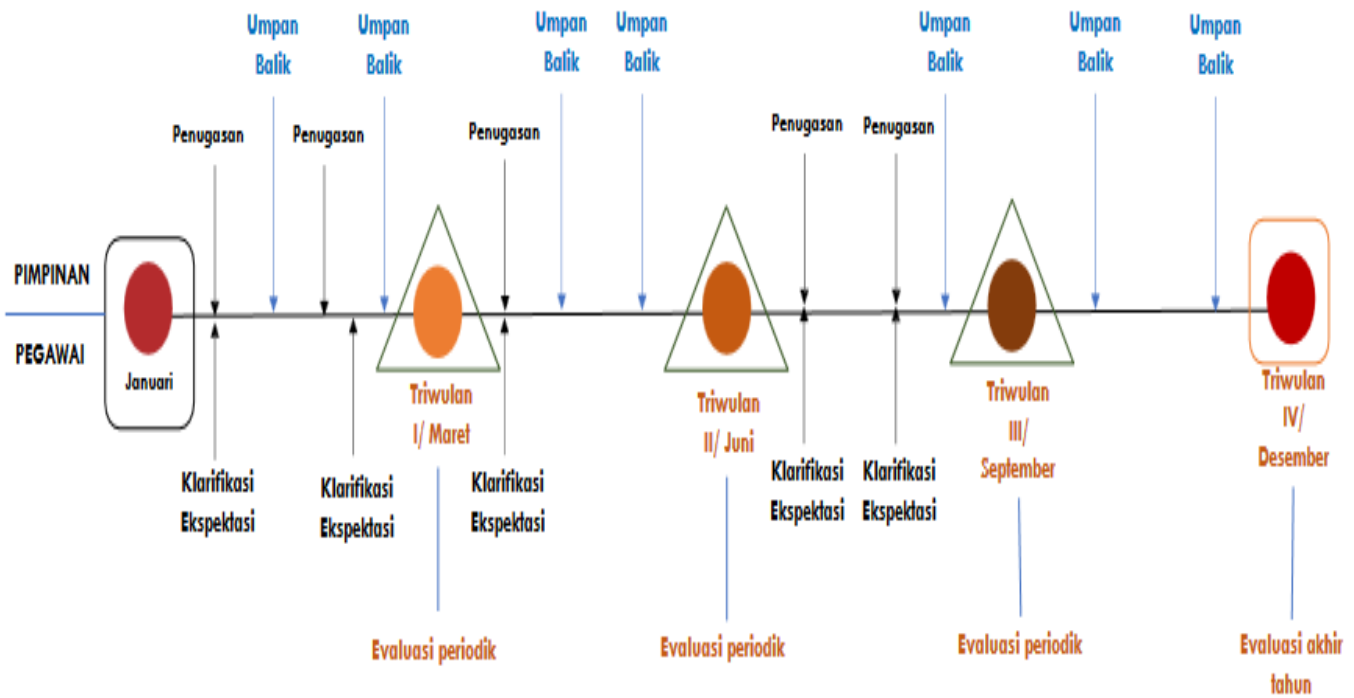 Umpan
Balik
Umpan
Balik
Umpan
Balik
Umpan
Balik
Umpan
Balik
Umpan
Balik
Umpan
Balik
Penugasan
Penugasan
Penugasan
Penugasan
Penugasan
PIMPINAN
PEGAWAI
Januari
Triwulan
I/ Maret
Triwulan
II/ Juni
Triwulan
III/
September
Triwulan
IV/
Desember
Klarifikasi
Ekspektasi
Klarifikasi
Ekspektasi
Klarifikasi
Ekspektasi
Klarifikasi
Ekspektasi
Klarifikasi
Ekspektasi
Evaluasi periodik
Evaluasi periodik
Evaluasi periodik
Evaluasi akhir
tahun